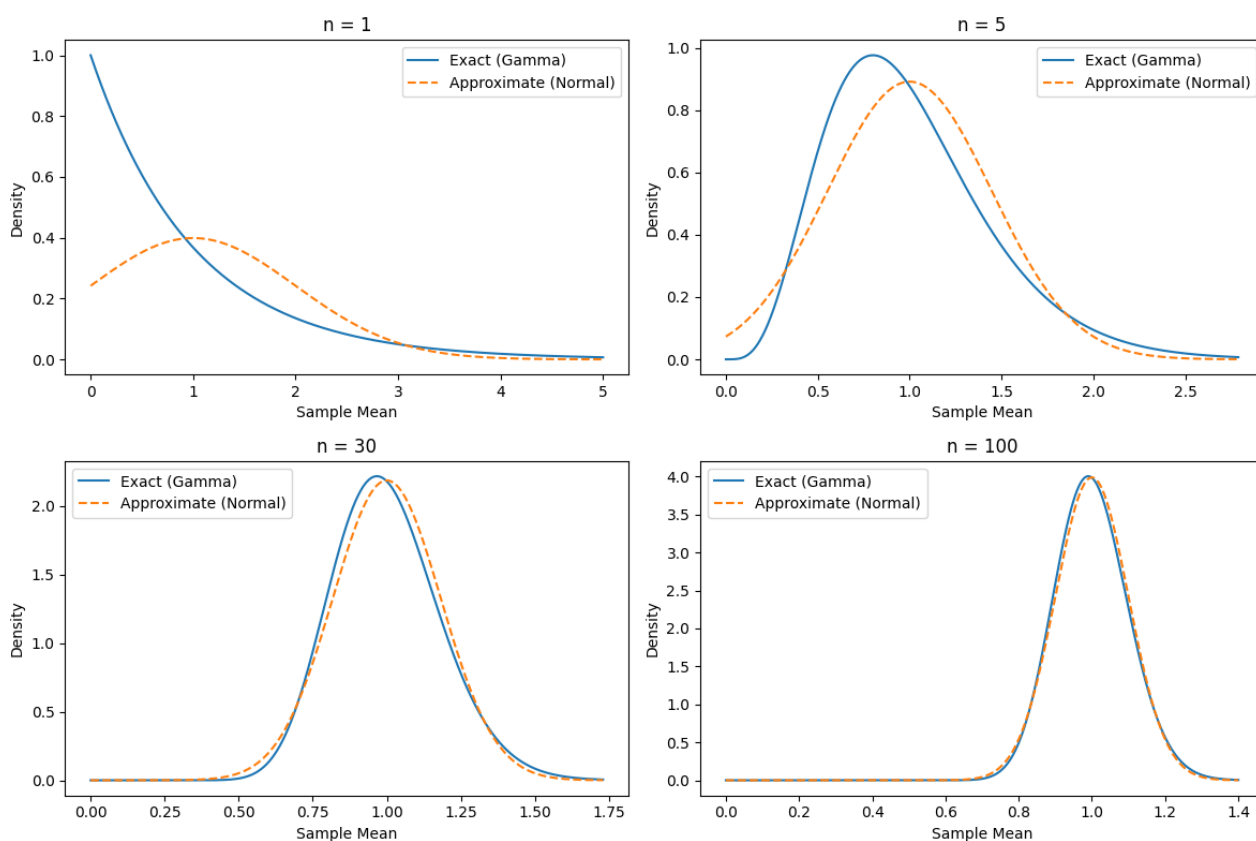 n = 1
Exact (Gamma)
Approximate (Normal)
Density
1.0
0.8
0.6
0.4
0.2
0.0
0 1 2 3 4 5
Sample Mean
n = 5
Exact (Gamma)
Approximate (Normal)
Density
1.0
0.8
0.6
0.4
0.2
0.0
0.0 0.5 1.0 1.5 2.0 2.5
Sample Mean
n = 30
Exact (Gamma)
Approximate (Normal)
Density
2.0
1.5
1.0
0.5
0.0
0.00 0.25 0.50 0.75 1.00 1.25 1.50 1.75
Sample Mean
n = 100
Exact (Gamma)
Approximate (Normal)
Density
4.0
3.5
3.0
2.5
2.0
1.5
1.0
0.5
0.0
0.0 0.2 0.4 0.6 0.8 1.0 1.2 1.4
Sample Mean